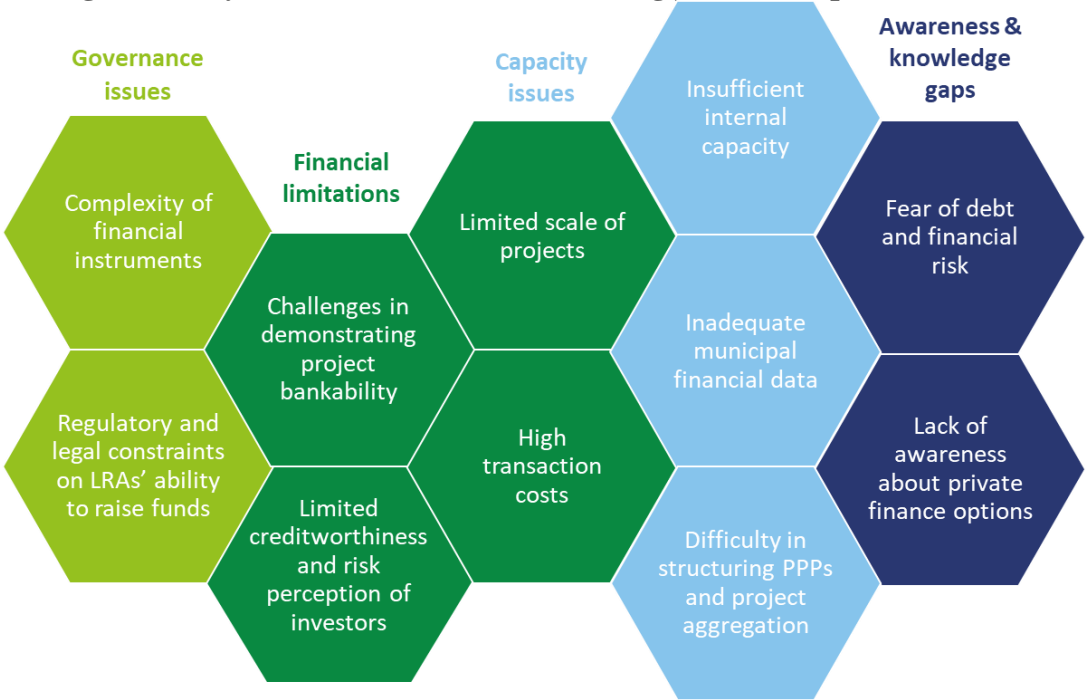 Governance
issues
Complexity of
financial
instruments
Regulatory and
legal constraints
on LRAs’ ability
to raise funds
Financial
limitations
Challenges in
demonstrating
project
bankability
Limited
creditworthiness
and risk
perception of
investors
Limited scale of
projects
High
transaction
costs
Capacity
issues
Insufficient
internal
capacity
Inadequate
municipal
financial data
Difficulty in
structuring PPPs
and project
aggregation
Awareness &
knowledge
gaps
Fear of debt
and financial
risk
Lack of
awareness
about private
finance options